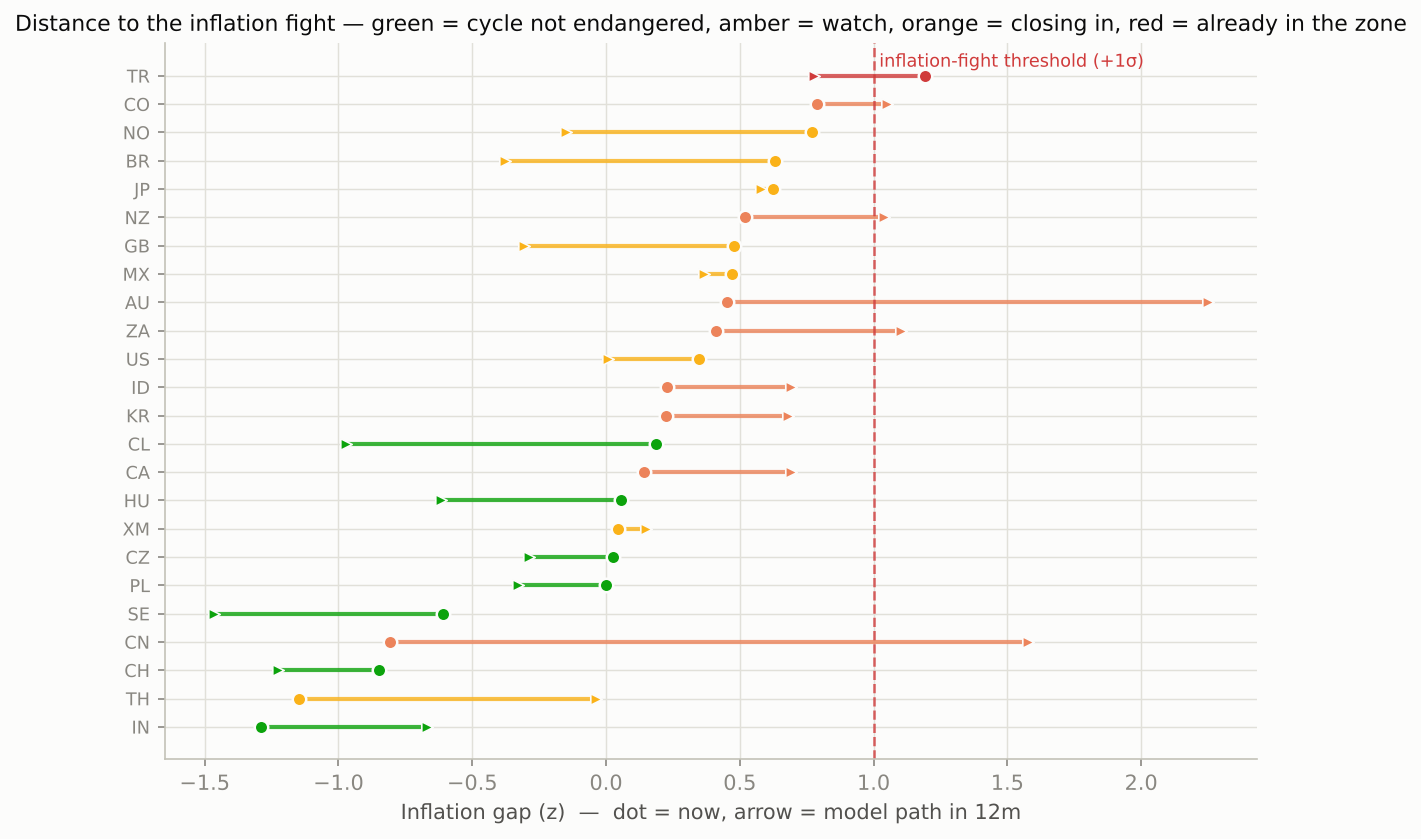 Distance to the inflation fight — green = cycle not endangered, amber = watch, orange = closing in, red = already in the zone
inflation-fight threshold (+1σ)
TR
CO
NO
BR
JP
NZ
GB
MX
AU
ZA
US
ID
KR
CL
CA
HU
XM
CZ
PL
SE
CN
CH
TH
IN
−1.5 −1.0 −0.5 0.0 0.5 1.0 1.5 2.0
Inflation gap (z) — dot = now, arrow = model path in 12m